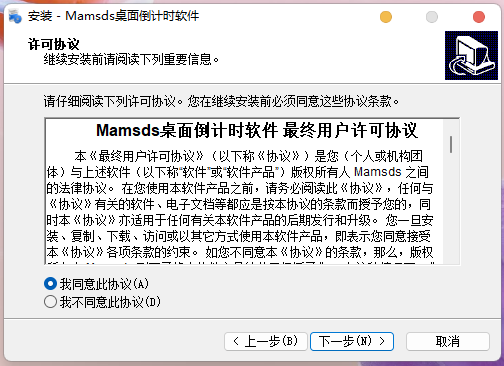 安装 - Mamsds桌面倒计时软件
许可协议
继续安装前请阅读下列重要信息。
请仔细阅读下列许可协议。您在继续安装前必须同意这些协议条款。
Mamsds桌面倒计时软件 最终用户许可协议
本《最终用户许可协议》（以下称《协议》）是您（个人或机构团
体）与上述软件（以下称“软件”或“软件产品”）版权所有人 Mamsds 之间
的法律协议。在您使用本软件产品之前，请务必阅读此《协议》，任何与
《协议》有关的软件、电子文档等都应是按本协议的条款而授予您的，同
时本《协议》亦适用于任何有关本软件产品的后期发行和升级。 您一旦安
装、复制、下载、访问或以其它方式使用本软件产品，即表示您同意接受
本《协议》各项条款的约束。 如您不同意本《协议》的条款，那么，版权
我同意此协议(A)
我不同意此协议(D)
< 上一步(B)
下一步(N) >
取消